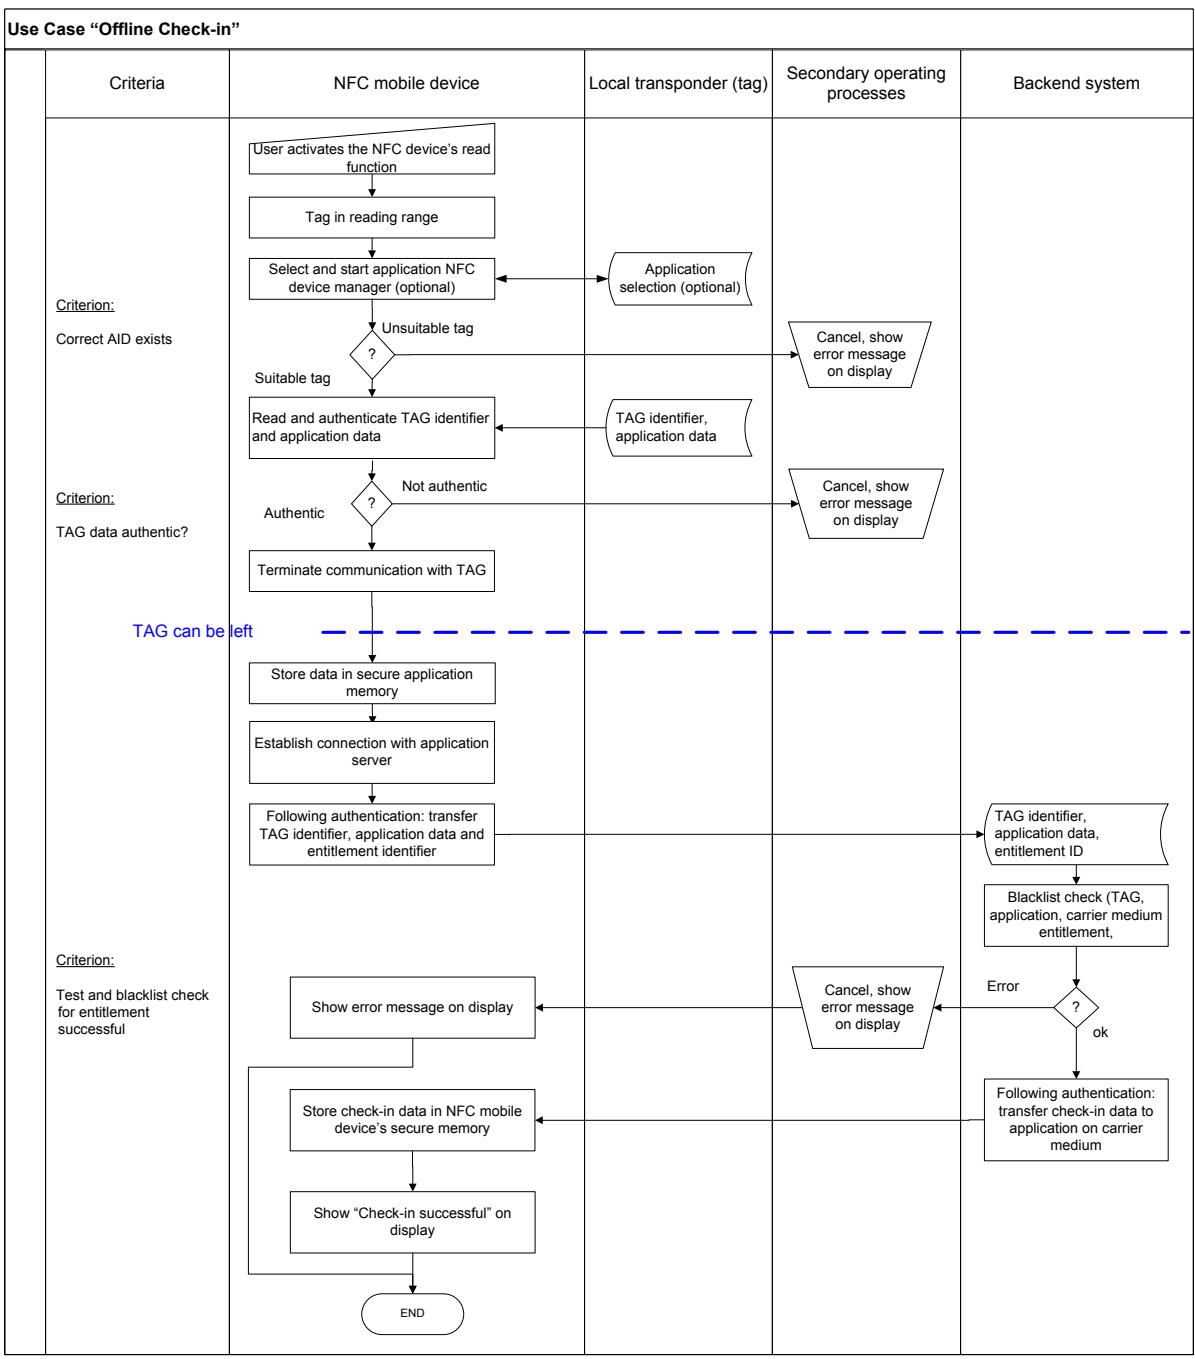 Use Case “Offline Check-in”
Criteria
NFC mobile device
Local transponder (tag)
Secondary operating
processes
Backend system
User activates the NFC device’s read
function
Tag in reading range
Select and start application NFC
device manager (optional)
Application
selection (optional)
Criterion:
Correct AID exists
Unsuitable tag
?
Cancel, show
error message
on display
Suitable tag
Read and authenticate TAG identifier
and application data
TAG identifier,
application data
Criterion:
TAG data authentic?
Not authentic
?
Authentic
Cancel, show
error message
on display
Terminate communication with TAG
TAG can be left
Store data in secure application
memory
Establish connection with application
server
Following authentication: transfer
TAG identifier, application data and
entitlement identifier
TAG identifier,
application data,
entitlement ID
Blacklist check (TAG,
application, carrier medium
entitlement,
Criterion:
Test and blacklist check
for entitlement
successful
Show error message on display
Cancel, show
error message
on display
Error
?
ok
Store check-in data in NFC mobile
device’s secure memory
Following authentication:
transfer check-in data to
application on carrier
medium
Show “Check-in successful” on
display
END